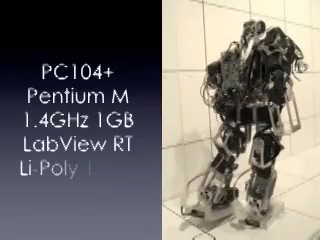 PC104+
Pentium M
1.4GHz 1GB
LabView RT
Li-Poly